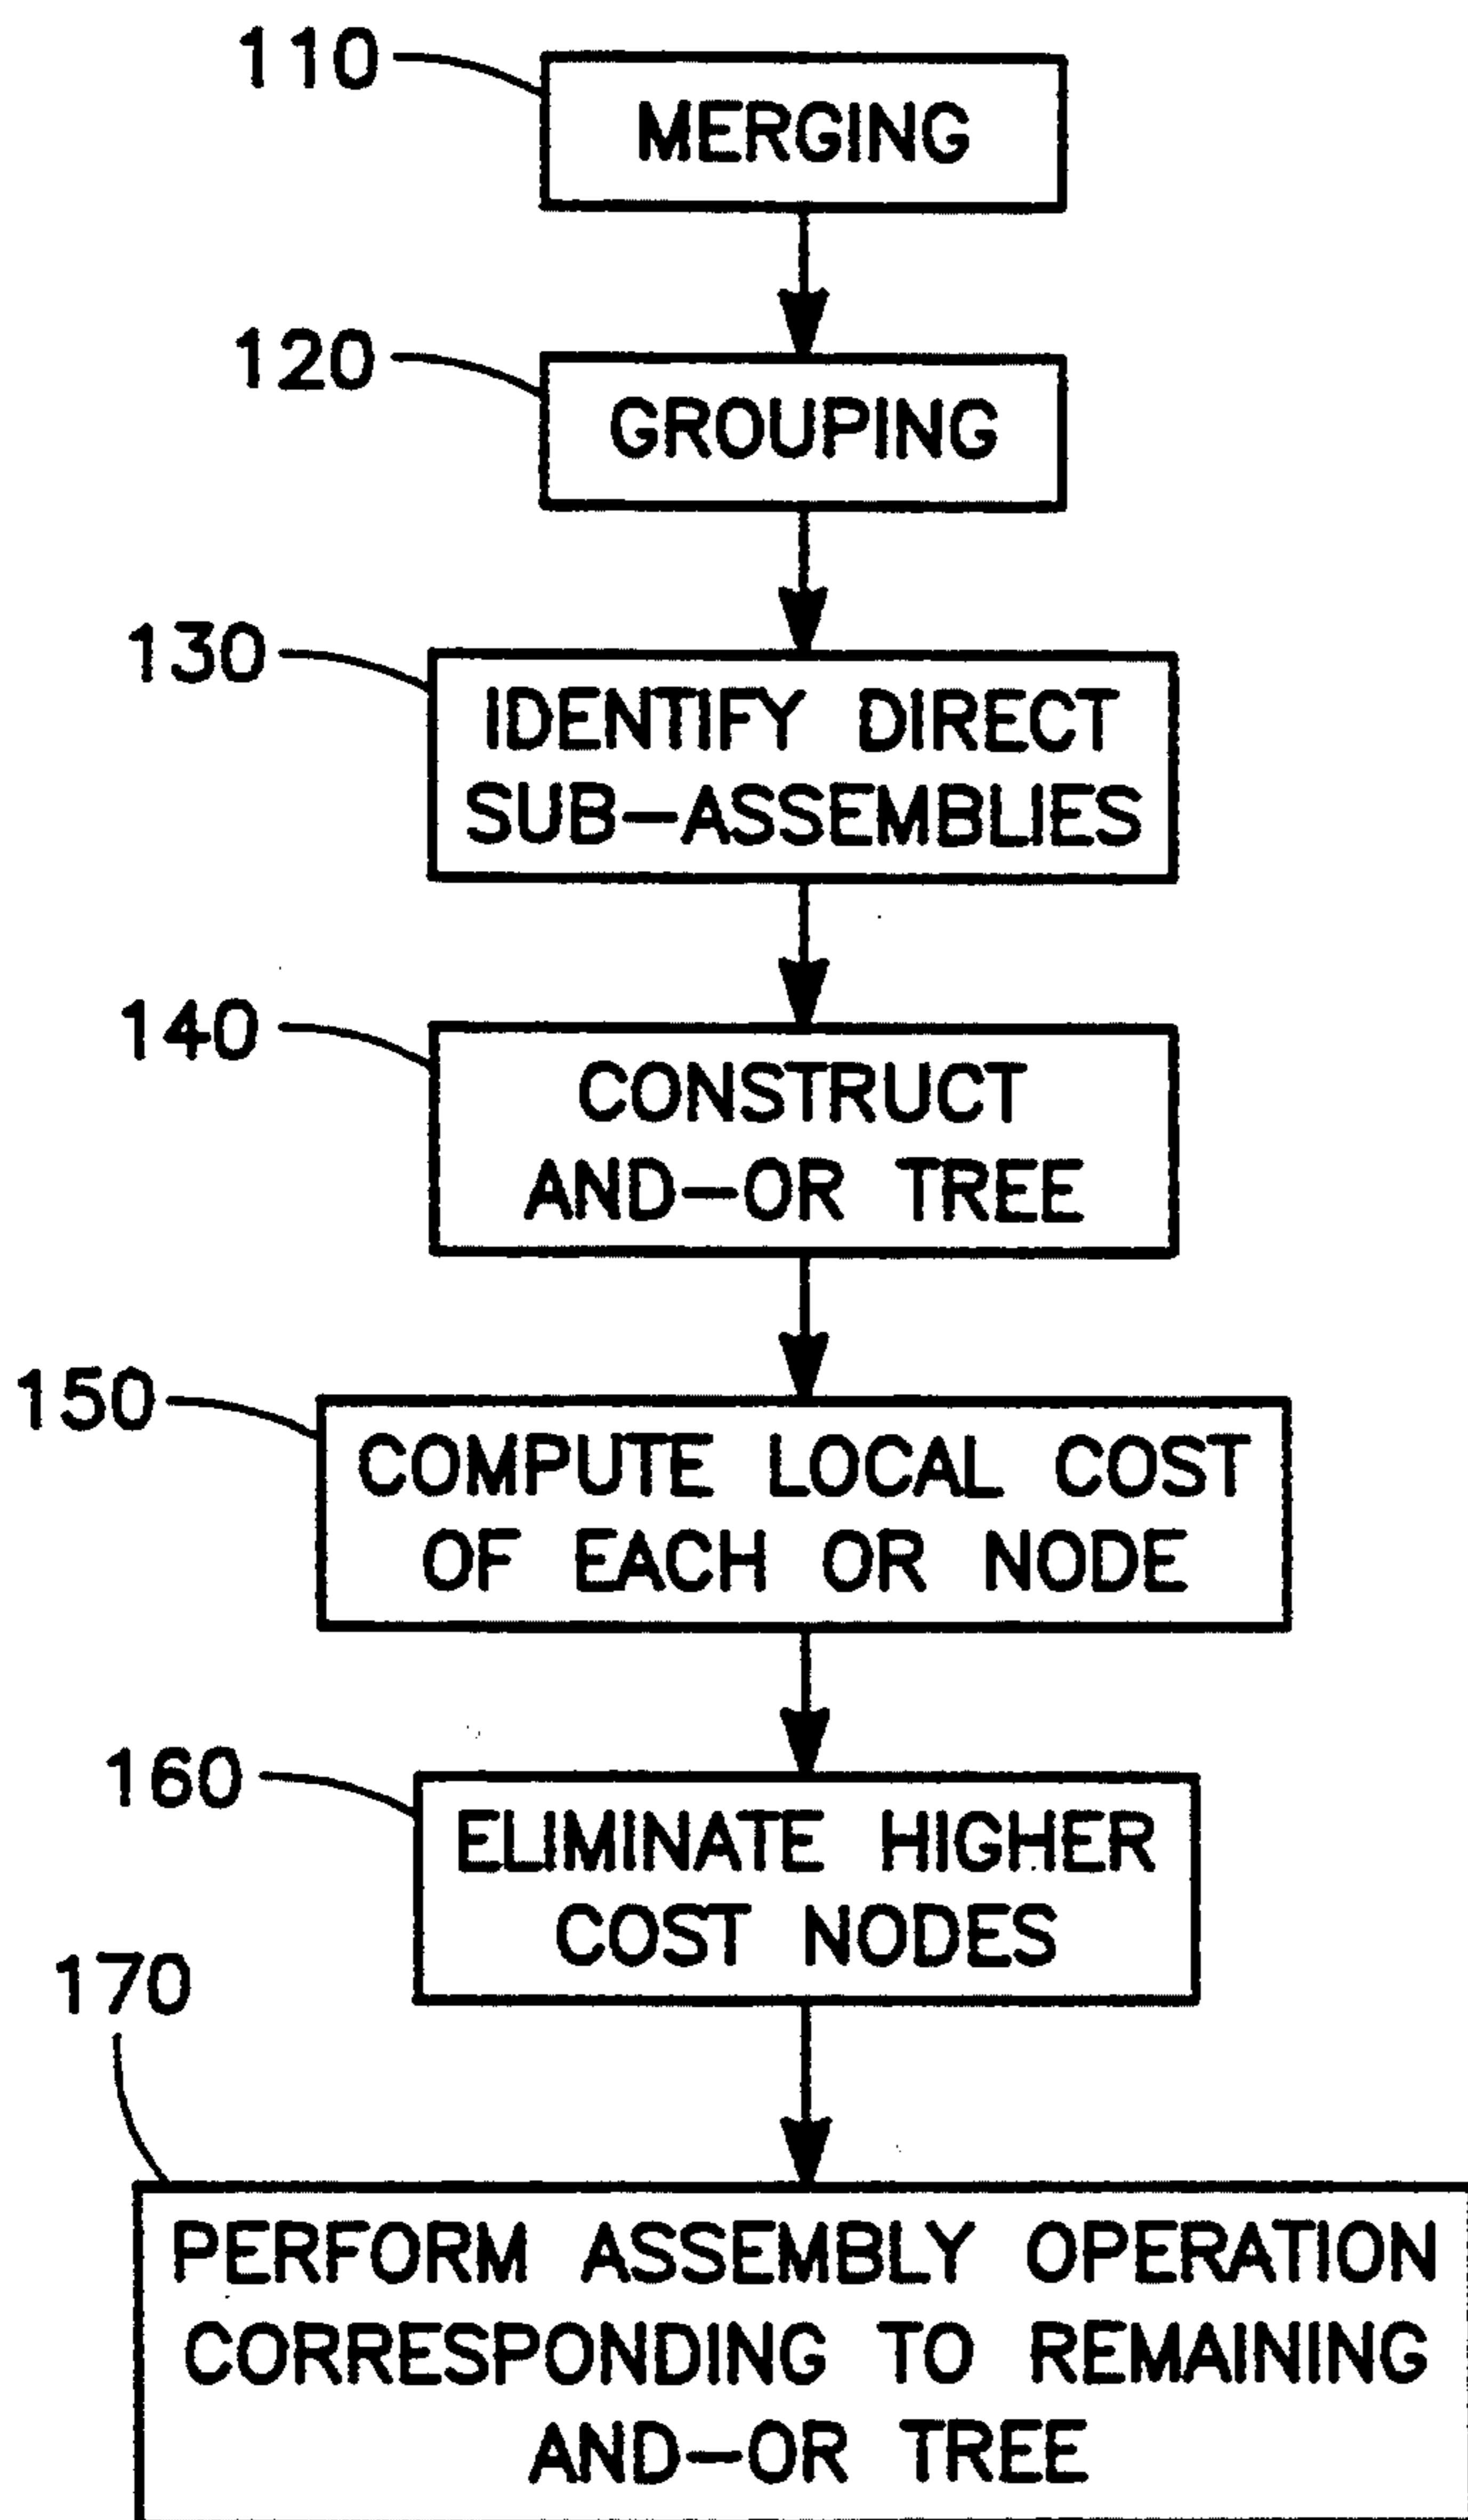 110
MERGING
120
GROUPING
130
IDENTIFY DIRECT
SUB-ASSEMBLIES
140
CONSTRUCT
AND-OR TREE
150
COMPUTE LOCAL COST
OF EACH OR NODE
160
ELIMINATE HIGHER
COST NODES
170
PERFORM ASSEMBLY OPERATION
CORRESPONDING TO REMAINING
AND-OR TREE